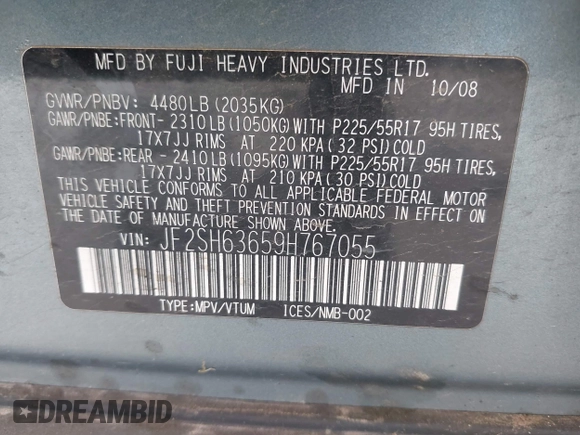 MFD BY FUJI HEAVY INDUSTRIES LTD.
MFD IN 10/08
GVWR/PNBV: 4480LB(2035KG)
GAWR/PNBE:FRONT-2310LB(1050KG)WITH P225/55R17 95H TIRES,
17X7JJ RIMS AT 220 KPA( 32 PSI)COLD
GAWR/PNBE:REAR -2410LB(1095KG)WITH P225/55R17 95H TIRES,
17X7JJ RIMS AT 210 KPA( 30 PSI)COLD
THIS VEHICLE CONFORMS TO ALL APPLICABLE FEDERAL MOTOR
VEHICLE SAFETY AND THEFT PREVENTION STANDARDS IN EFFECT ON
THE DATE OF MANUFACTURE SHOWN ABOVE.
VIN: JF2SH63659H767055
TYPE:MPV/VTUM ICES/NMB-002
DREAMBID